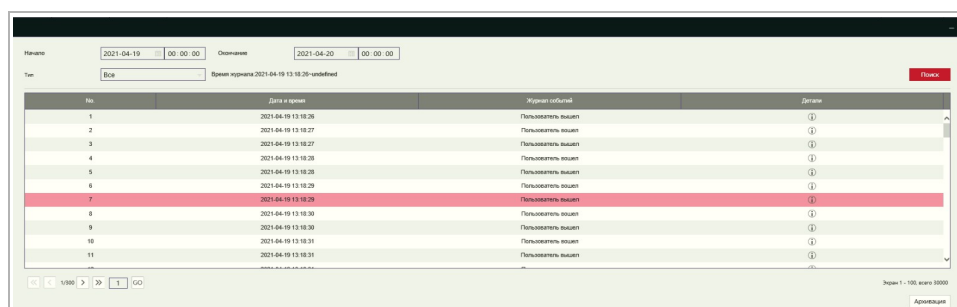 Начало 2021-04-19 00:00:00 Окончание 2021-04-20 00:00:00
Тип Все Время журнала:2021-04-19 13:18:26~undefined Поиск
No. Дата и время Журнал событий Детали
1 2021-04-19 13:18:26 Пользователь вышел
2 2021-04-19 13:18:27 Пользователь вошел
3 2021-04-19 13:18:27 Пользователь вышел
4 2021-04-19 13:18:28 Пользователь вошел
5 2021-04-19 13:18:28 Пользователь вышел
6 2021-04-19 13:18:29 Пользователь вошел
7 2021-04-19 13:18:29 Пользователь вышел
8 2021-04-19 13:18:30 Пользователь вошел
9 2021-04-19 13:18:30 Пользователь вышел
10 2021-04-19 13:18:31 Пользователь вошел
11 2021-04-19 13:18:31 Пользователь вышел
1/300 1 GO Экран 1 - 100, всего 30000
Архивация